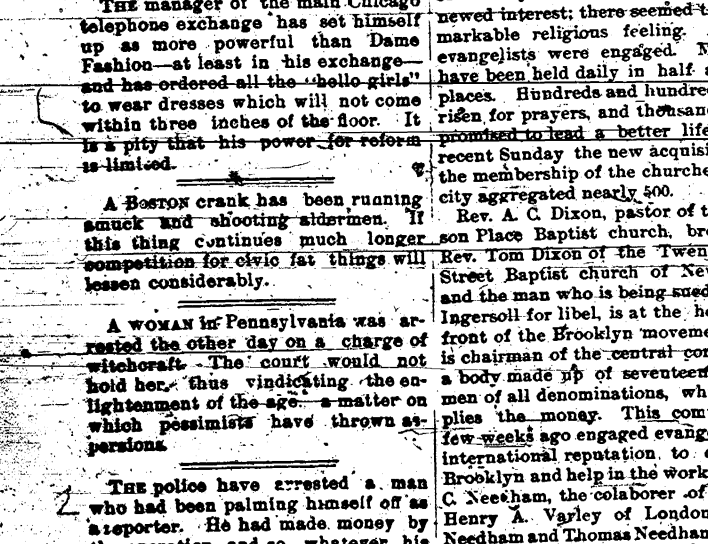 THE manager of the main Chicago
telephone exchange has set himself
up as more powerful than Dame
Fashion—at least in his exchange—
and has ordered all the "hello girls"
to wear dresses which will not come
within three inches of the floor. It
is a pity that his power for reform
is limited.
A BOSTON crank has been running
amuck and shooting aldermen. If
this thing continues much longer
competition for civic fat things will
lessen considerably.
A WOMAN in Pennsylvania was ar-
rested the other day on a charge of
witchcraft. The court would not
hold her, thus vindicating the en-
lightenment of the age a matter on
which pessimists have thrown as-
persions.
THE police have arrested a man
who had been palming himself off as
a reporter. He had made money by
the and so whatever his
newed interest; there seemed
markable religious feeling.
evangelists were engaged.
have been held daily in half
places. Hundreds and hundre
risen for prayers, and thousan
promised to lead a better life
recent Sunday the new acquisi
the membership of the churche
city aggregated nearly 500.
Rev. A. C. Dixon, pastor of t
son Place Baptist church, bro
Rev. Tom Dixon of the Twen
Street Baptist church of Ne
and the man who is being sued
Ingersoll for libel, is at the he
front of the Brooklyn moveme
is chairman of the central con
a body made up of seventeen
men of all denominations, wh
plies the money. This com
few weeks ago engaged evang
international reputation, to
Brooklyn and help in the work
C. Needham, the colaborer of
Henry A. Varley of London
Needham and Thomas Needham